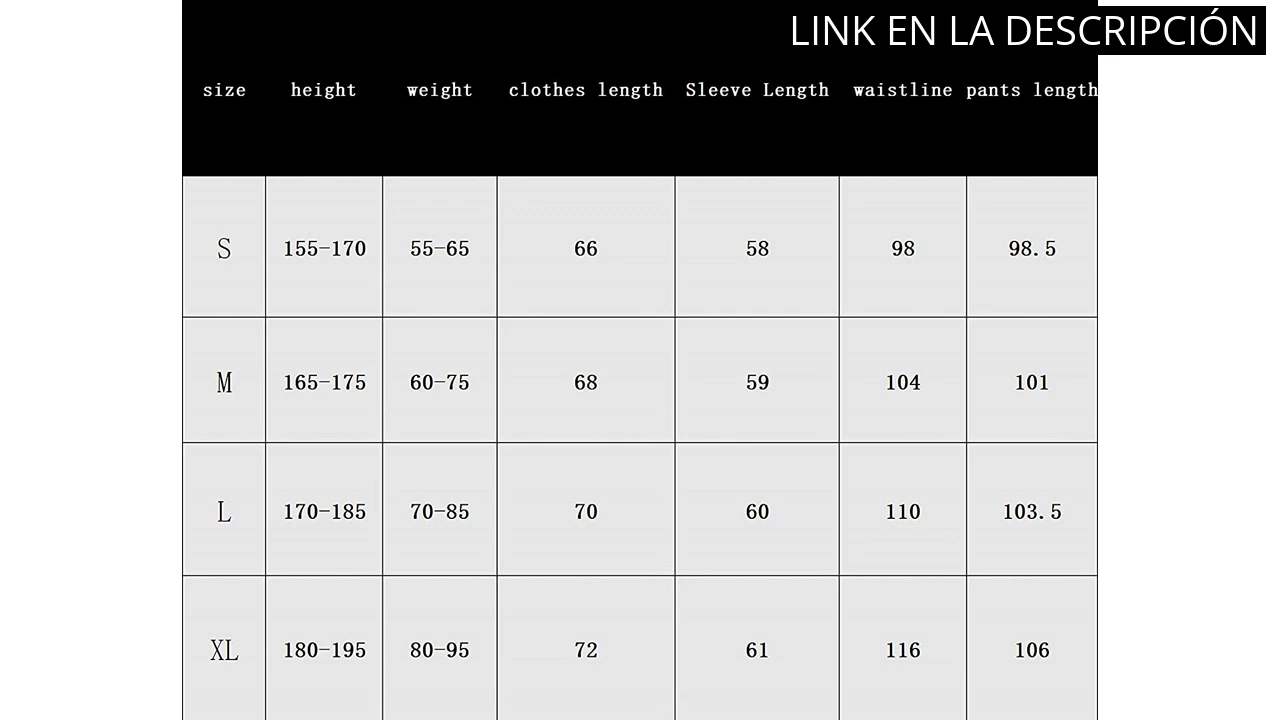 LINK EN LA DESCRIPCIÓN
size height weight clothes length Sleeve Length waistline pants length
S 155-170 55-65 66 58 98 98.5
M 165-175 60-75 68 59 104 101
L 170-185 70-85 70 60 110 103.5
XL 180-195 80-95 72 61 116 106